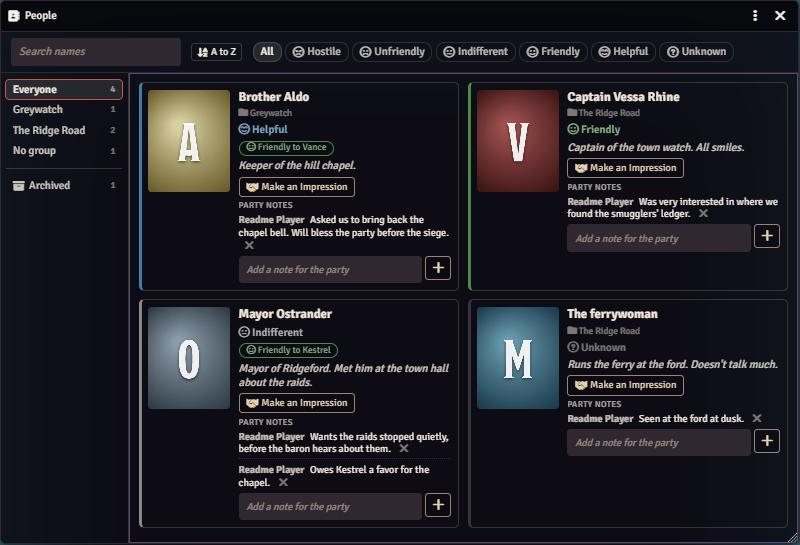 People
Search names
A to Z
All
Hostile
Unfriendly
Indifferent
Friendly
Helpful
Unknown
Everyone 4
Greywatch 1
The Ridge Road 2
No group 1
Archived 1
A
Brother Aldo
Greywatch
Helpful
Friendly to Vance
Keeper of the hill chapel.
Make an Impression
PARTY NOTES
Readme Player Asked us to bring back the
chapel bell. Will bless the party before the siege.
Add a note for the party
V
Captain Vessa Rhine
The Ridge Road
Friendly
Captain of the town watch. All smiles.
Make an Impression
PARTY NOTES
Readme Player Was very interested in where we
found the smugglers' ledger.
Add a note for the party
O
Mayor Ostrander
Indifferent
Friendly to Kestrel
Mayor of Ridgeford. Met him at the town hall
about the raids.
Make an Impression
PARTY NOTES
Readme Player Wants the raids stopped quietly,
before the baron hears about them.
Readme Player Owes Kestrel a favor for the
chapel.
Add a note for the party
M
The ferrywoman
The Ridge Road
Unknown
Runs the ferry at the ford. Doesn't talk much.
Make an Impression
PARTY NOTES
Readme Player Seen at the ford at dusk.
Add a note for the party